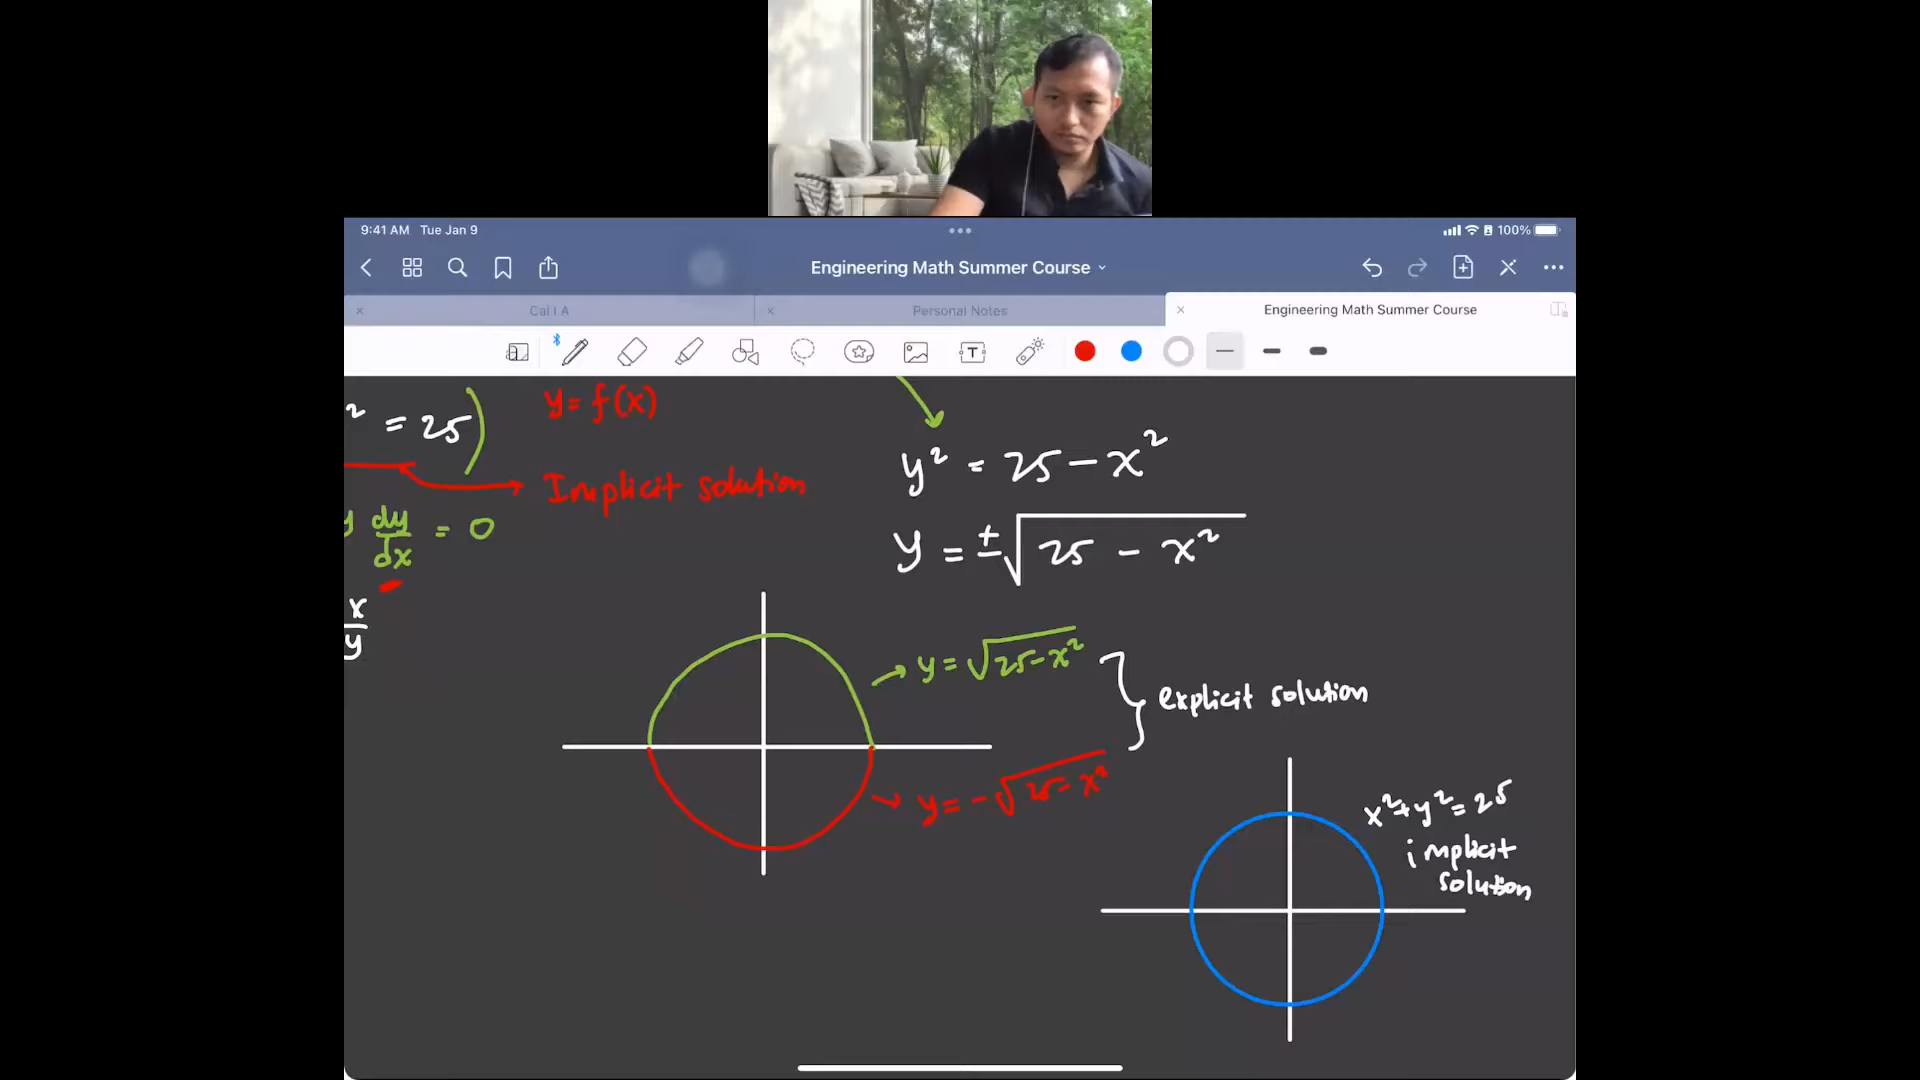 9:41 AM Tue Jan 9
100%
Engineering Math Summer Course
Cal I A
Personal Notes
Engineering Math Summer Course
² = 25)
y = f(x)
Implicit solution
y dy/dx = 0
x/y
y² = 25 - x²
y = ±√(25 - x²)
→ y = √(25 - x²)
explicit solution
→ y = -√(25 - x²)
x² + y² = 25
implicit
solution